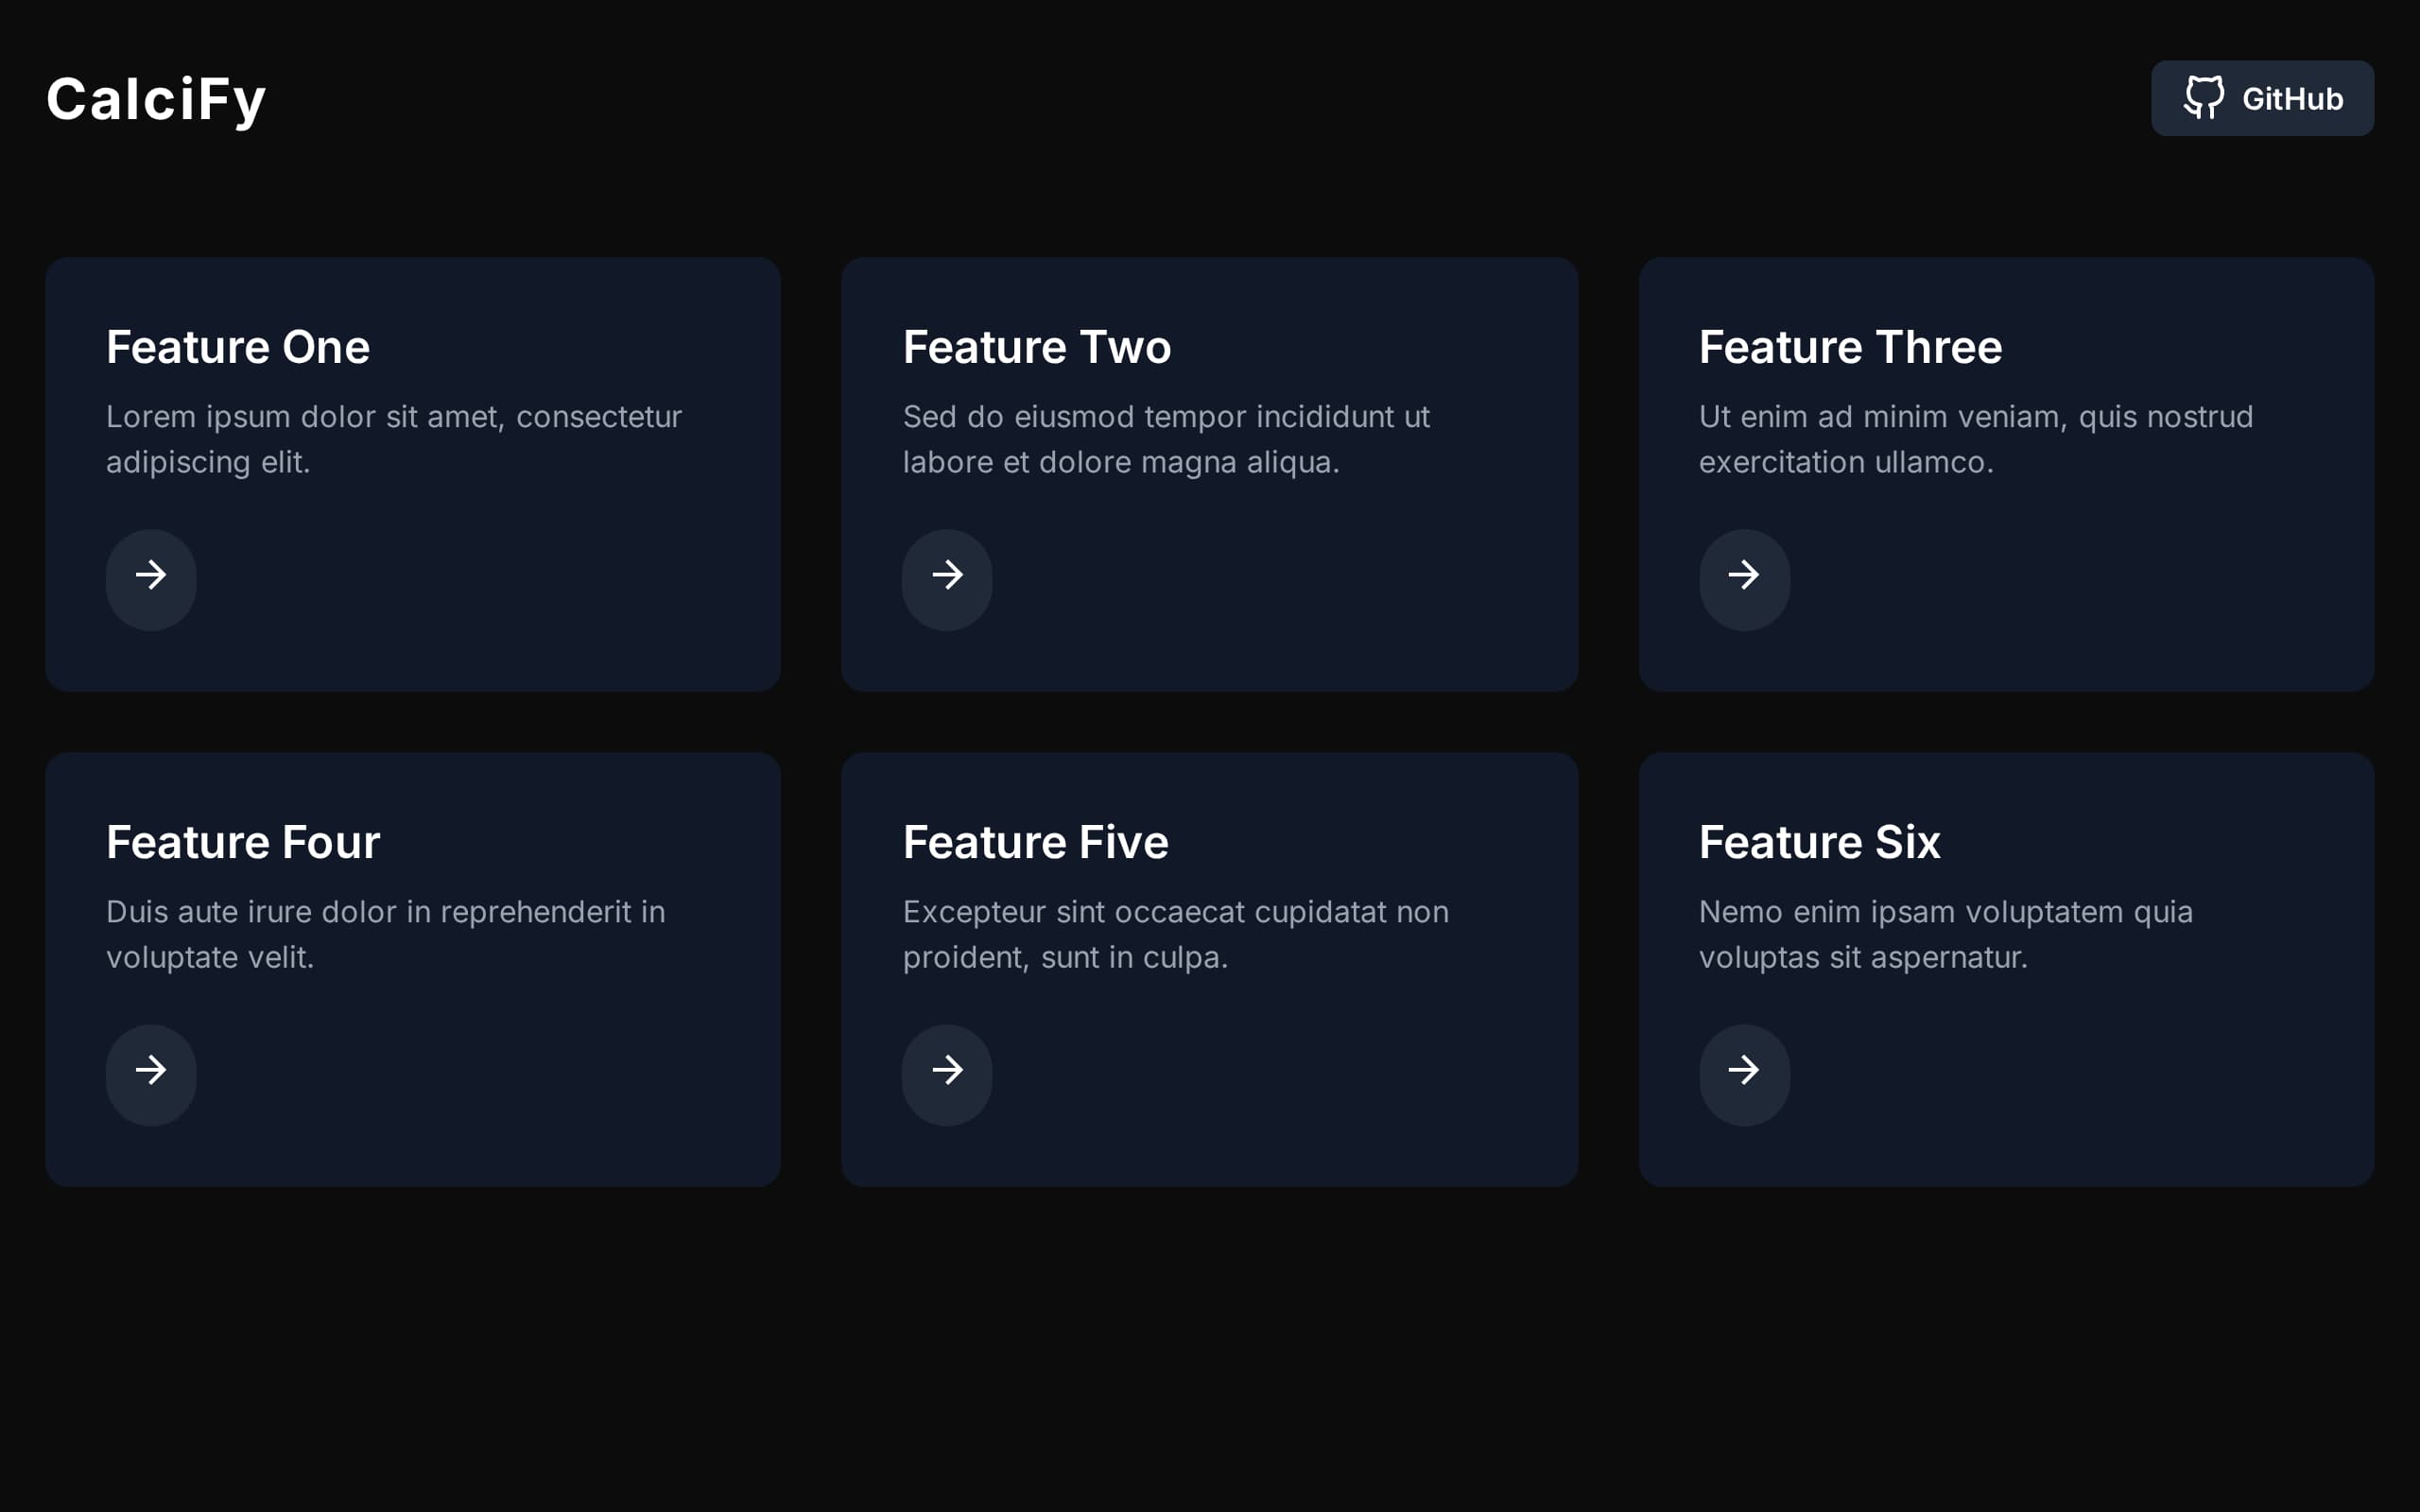 CalciFy
GitHub
Feature One
Lorem ipsum dolor sit amet, consectetur
adipiscing elit.
Feature Two
Sed do eiusmod tempor incididunt ut
labore et dolore magna aliqua.
Feature Three
Ut enim ad minim veniam, quis nostrud
exercitation ullamco.
Feature Four
Duis aute irure dolor in reprehenderit in
voluptate velit.
Feature Five
Excepteur sint occaecat cupidatat non
proident, sunt in culpa.
Feature Six
Nemo enim ipsam voluptatem quia
voluptas sit aspernatur.